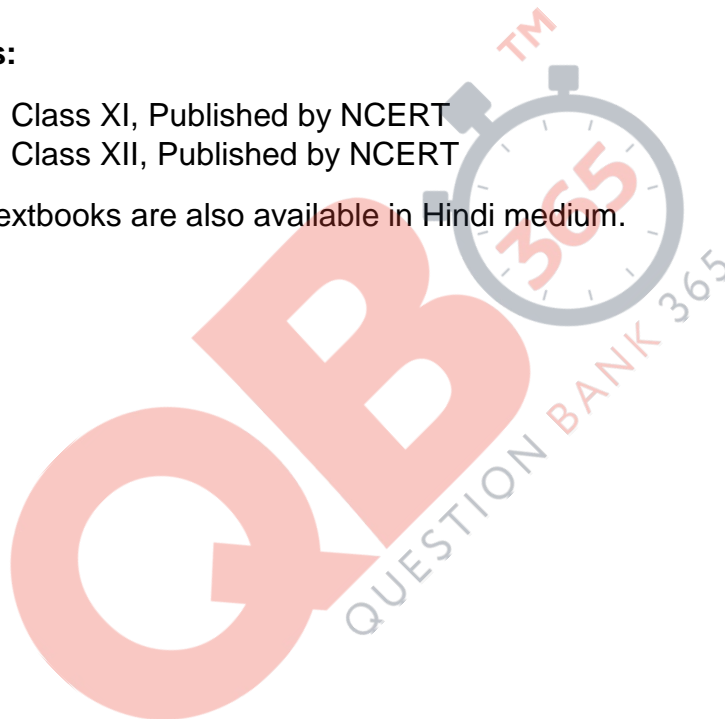 s:
Class XI, Published by NCERT
Class XII, Published by NCERT
extbooks are also available in Hindi medium.
TM
365
QB
QUESTION BANK 365